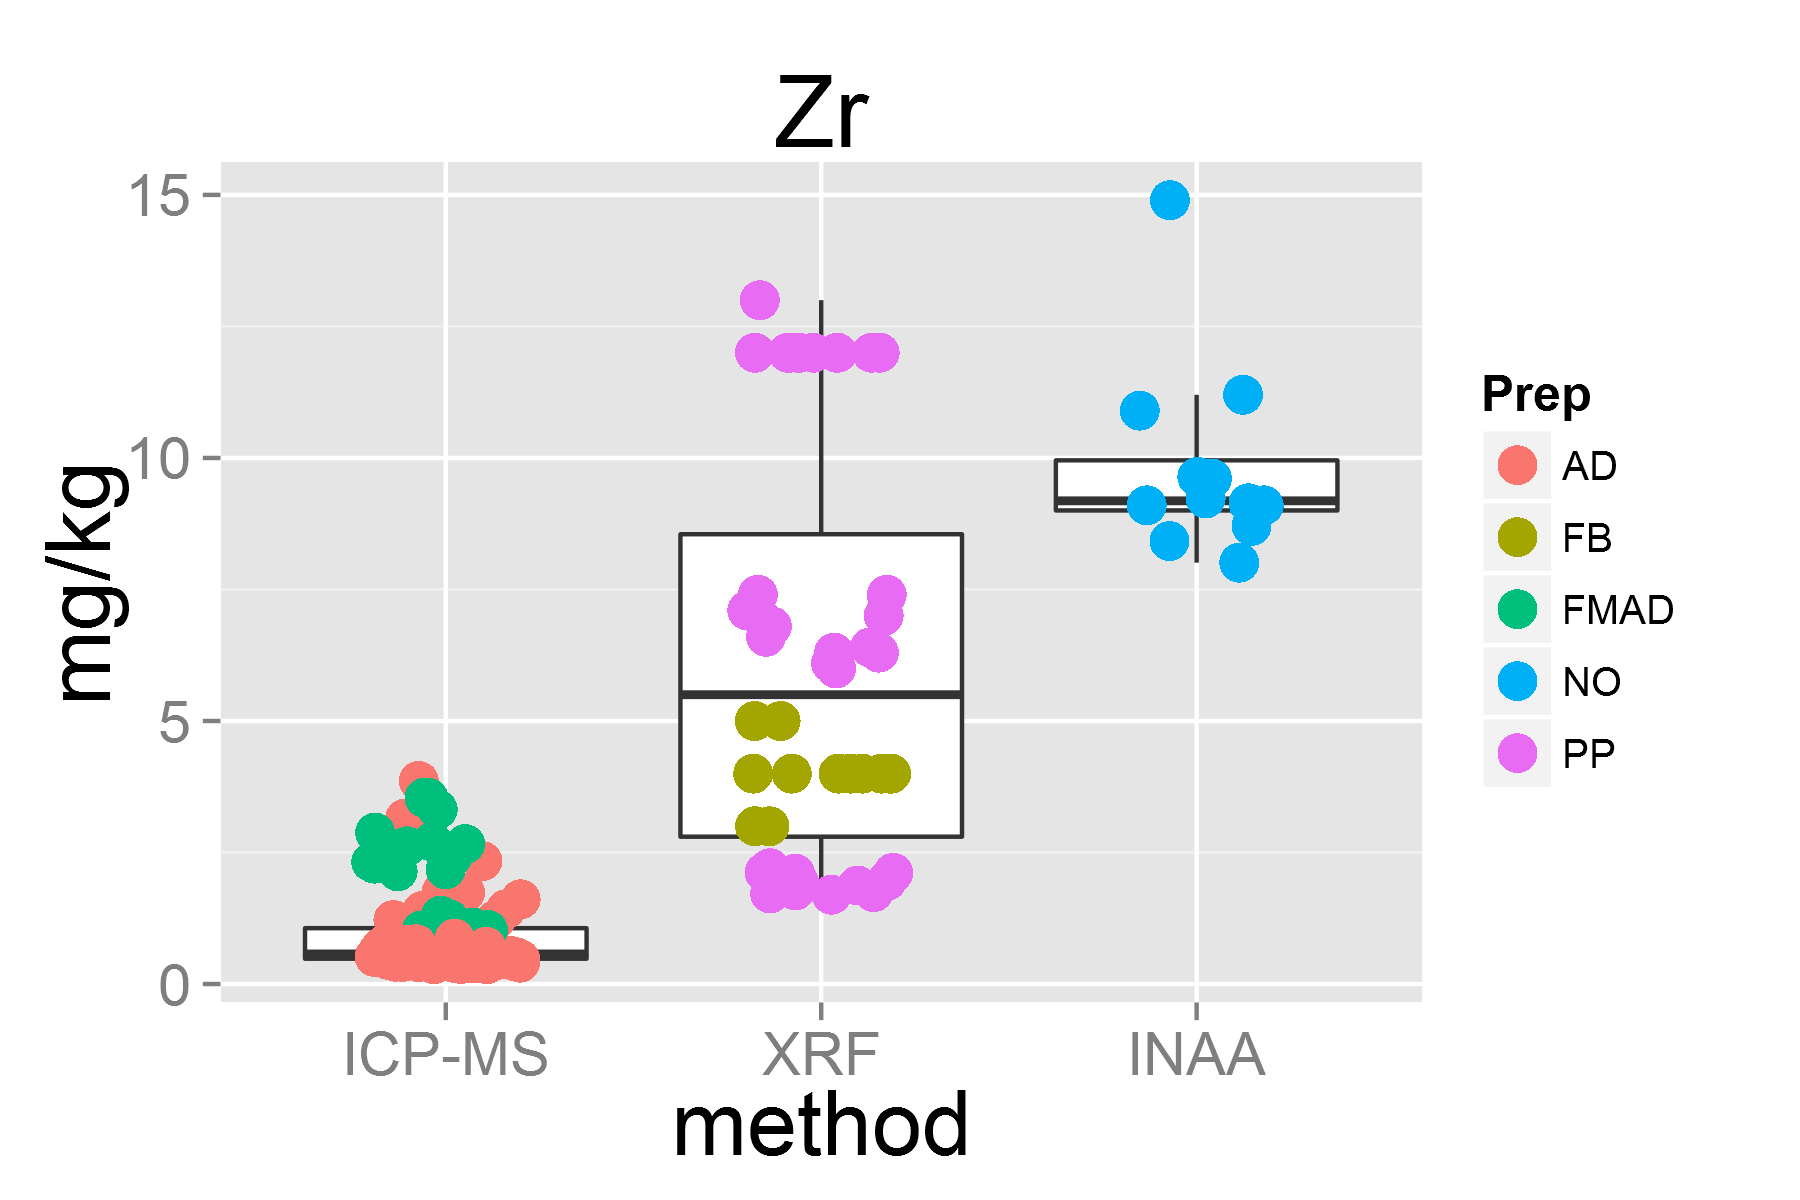 Zr
mg/kg
15
10
5
0
ICP-MS
XRF
INAA
method
Prep
AD
FB
FMAD
NO
PP